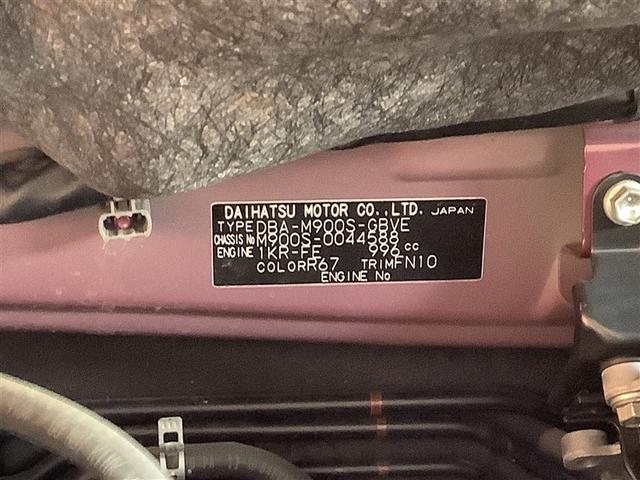 DAIHATSU MOTOR CO.,LTD. JAPAN
TYPE DBA-M900S-GBVE
CHASSIS No M900S-0044588
ENGINE 1KR-FE 996 cc
COLOR R67 TRIM FN10
ENGINE No